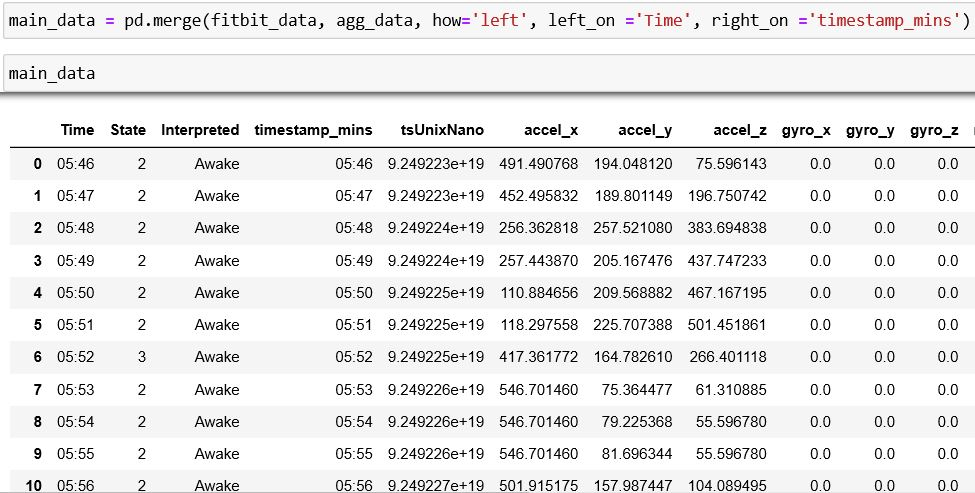 main_data = pd.merge(fitbit_data, agg_data, how='left', left_on ='Time', right_on ='timestamp_mins')
main_data
Time State Interpreted timestamp_mins tsUnixNano accel_x accel_y accel_z gyro_x gyro_y gyro_z
0 05:46 2 Awake 05:46 9.249223e+19 491.490768 194.048120 75.596143 0.0 0.0 0.0
1 05:47 2 Awake 05:47 9.249223e+19 452.495832 189.801149 196.750742 0.0 0.0 0.0
2 05:48 2 Awake 05:48 9.249224e+19 256.362818 257.521080 383.694838 0.0 0.0 0.0
3 05:49 2 Awake 05:49 9.249224e+19 257.443870 205.167476 437.747233 0.0 0.0 0.0
4 05:50 2 Awake 05:50 9.249225e+19 110.884656 209.568882 467.167195 0.0 0.0 0.0
5 05:51 2 Awake 05:51 9.249225e+19 118.297558 225.707388 501.451861 0.0 0.0 0.0
6 05:52 3 Awake 05:52 9.249225e+19 417.361772 164.782610 266.401118 0.0 0.0 0.0
7 05:53 2 Awake 05:53 9.249226e+19 546.701460 75.364477 61.310885 0.0 0.0 0.0
8 05:54 2 Awake 05:54 9.249226e+19 546.701460 79.225368 55.596780 0.0 0.0 0.0
9 05:55 2 Awake 05:55 9.249226e+19 546.701460 81.696344 55.596780 0.0 0.0 0.0
10 05:56 2 Awake 05:56 9.249227e+19 501.915175 157.987447 104.089495 0.0 0.0 0.0